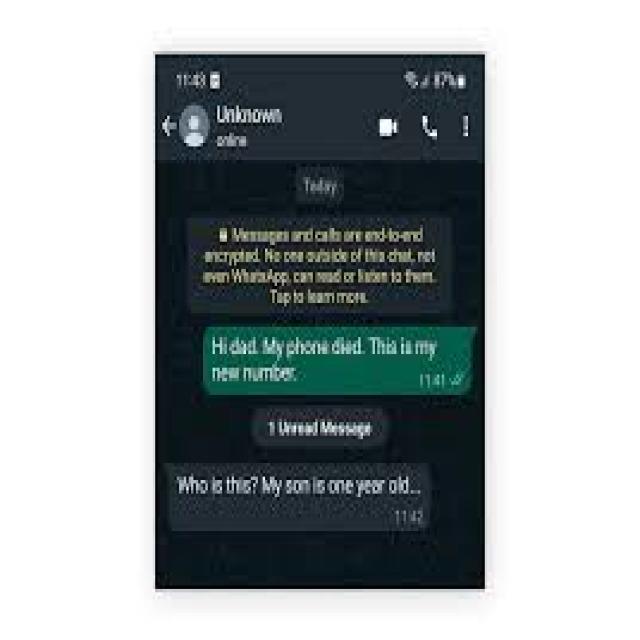 11:43
87%
Unknown
online
Today
Messages and calls are end-to-end
encrypted. No one outside of this chat, not
even WhatsApp, can read or listen to them.
Tap to learn more.
Hi dad. My phone died. This is my
new number.
11:41
1 Unread Message
Who is this? My son is one year old...
11:42